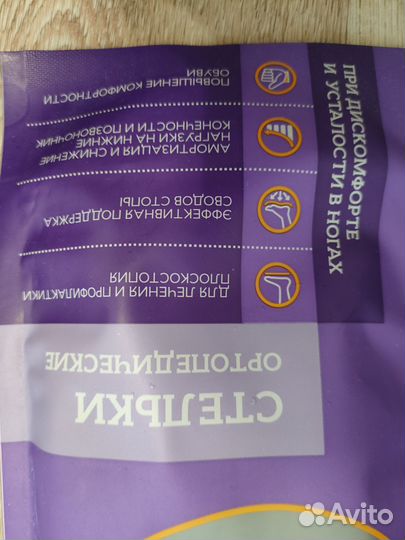 СТЕЛЬКИ
ОРТОПЕДИЧЕСКИЕ
ДЛЯ ЛЕЧЕНИЯ И ПРОФИЛАКТИКИ
ПЛОСКОСТОПИЯ
ЭФФЕКТИВНАЯ ПОДДЕРЖКА
СВОДОВ СТОПЫ
АМОРТИЗАЦИЯ И СНИЖЕНИЕ
НАГРУЗКИ НА НИЖНИЕ
КОНЕЧНОСТИ И ПОЗВОНОЧНИК
ПОВЫШЕНИЕ КОМФОРТНОСТИ
ОБУВИ
ПРИ ДИСКОМФОРТЕ
И УСТАЛОСТИ В НОГАХ
Avito